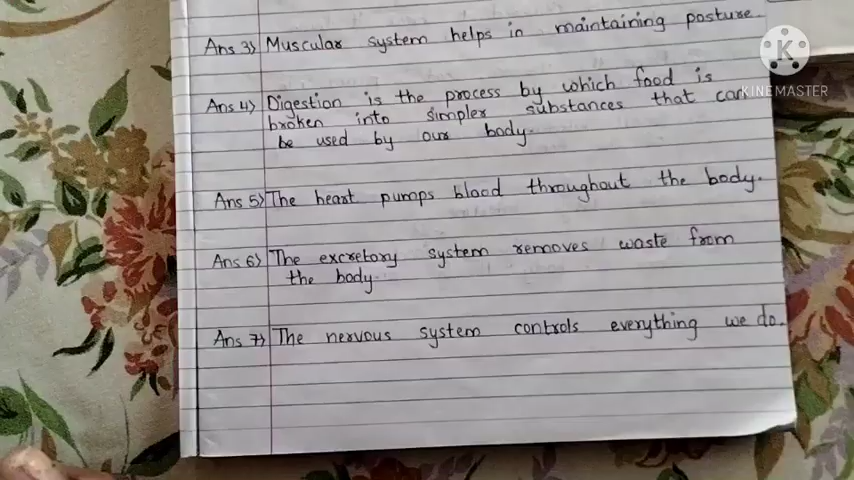 Ans 3) Muscular system helps in maintaining posture.
Ans 4) Digestion is the process by which food is
broken into simpler substances that can
be used by our body.
Ans 5) The heart pumps blood throughout the body.
Ans 6) The excretory system removes waste from
the body.
Ans 7) The nervous system controls everything we do.
K
KINEMASTER